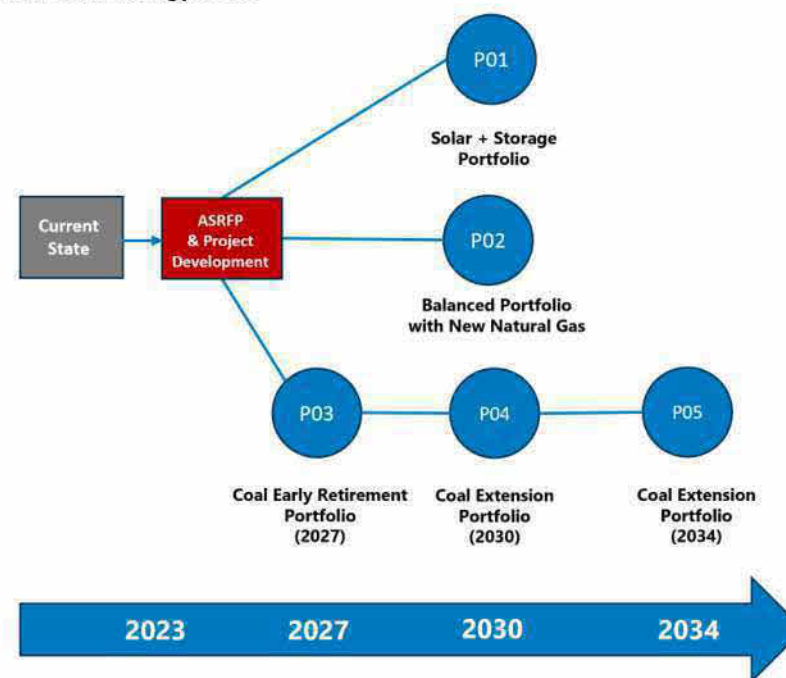 P01
Solar + Storage
Portfolio
Current
State
ASRFP
& Project
Development
P02
Balanced Portfolio
with New Natural Gas
P03
P04
P05
Coal Early Retirement
Portfolio
(2027)
Coal Extension
Portfolio
(2030)
Coal Extension
Portfolio
(2034)
2023
2027
2030
2034